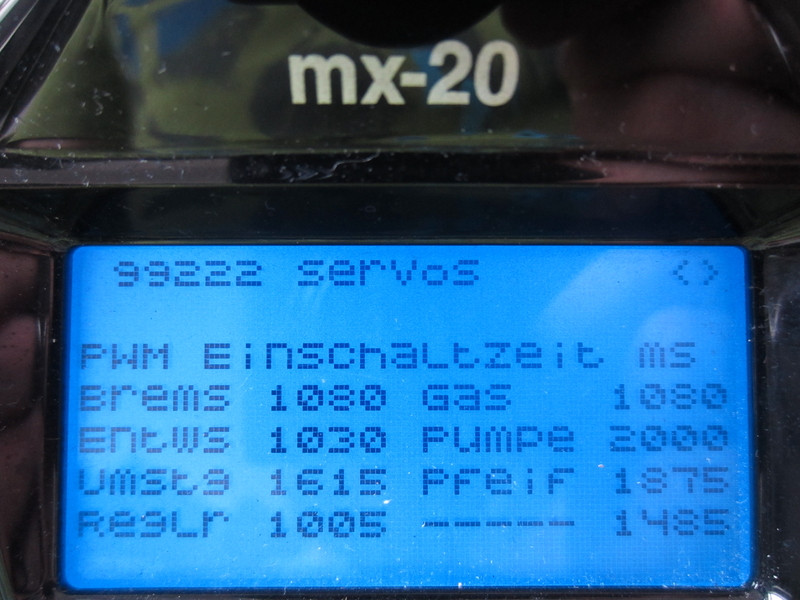 mx-20
99222 servos <>
PWM Einschaltzeit ms
Brems 1080 Gas 1080
EntWs 1030 Pumpe 2000
Umstg 1615 Pfeif 1875
Reglr 1005 ------ 1485